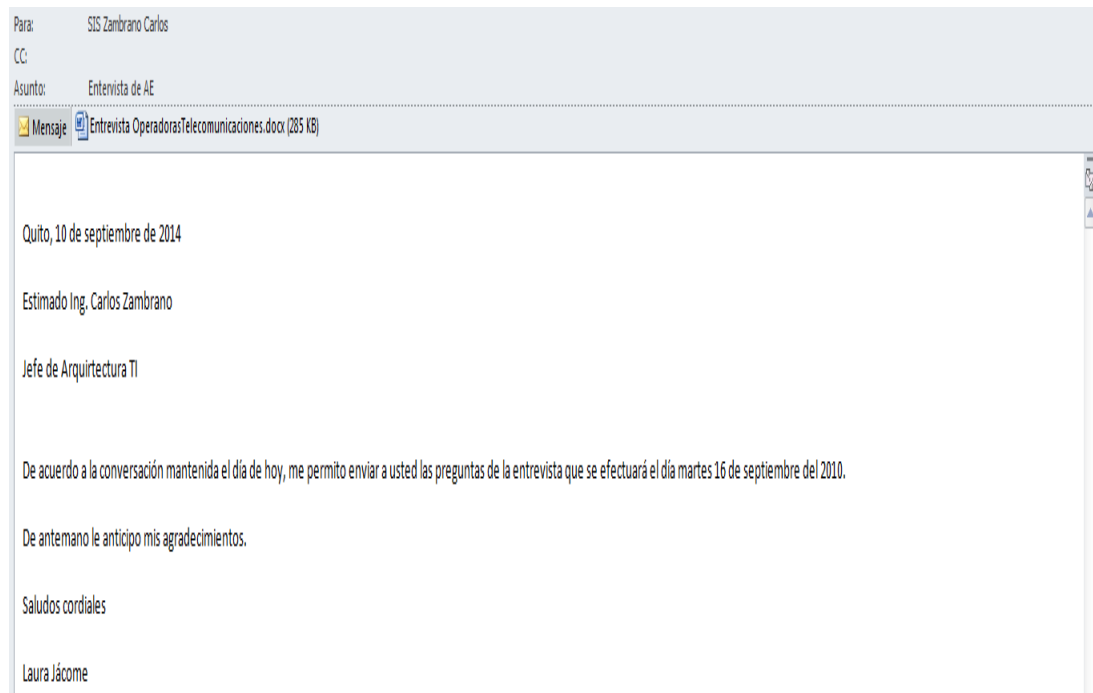 Para: SIS Zambrano Carlos
CC:
Asunto: Entervista de AE
Mensaje Entrevista OperadorasTelecomunicaciones.docx (285 KB)
Quito, 10 de septiembre de 2014
Estimado Ing. Carlos Zambrano
Jefe de Arquirtectura TI
De acuerdo a la conversación mantenida el día de hoy, me permito enviar a usted las preguntas de la entrevista que se efectuará el día martes 16 de septiembre del 2010.
De antemano le anticipo mis agradecimientos.
Saludos cordiales
Laura Jácome